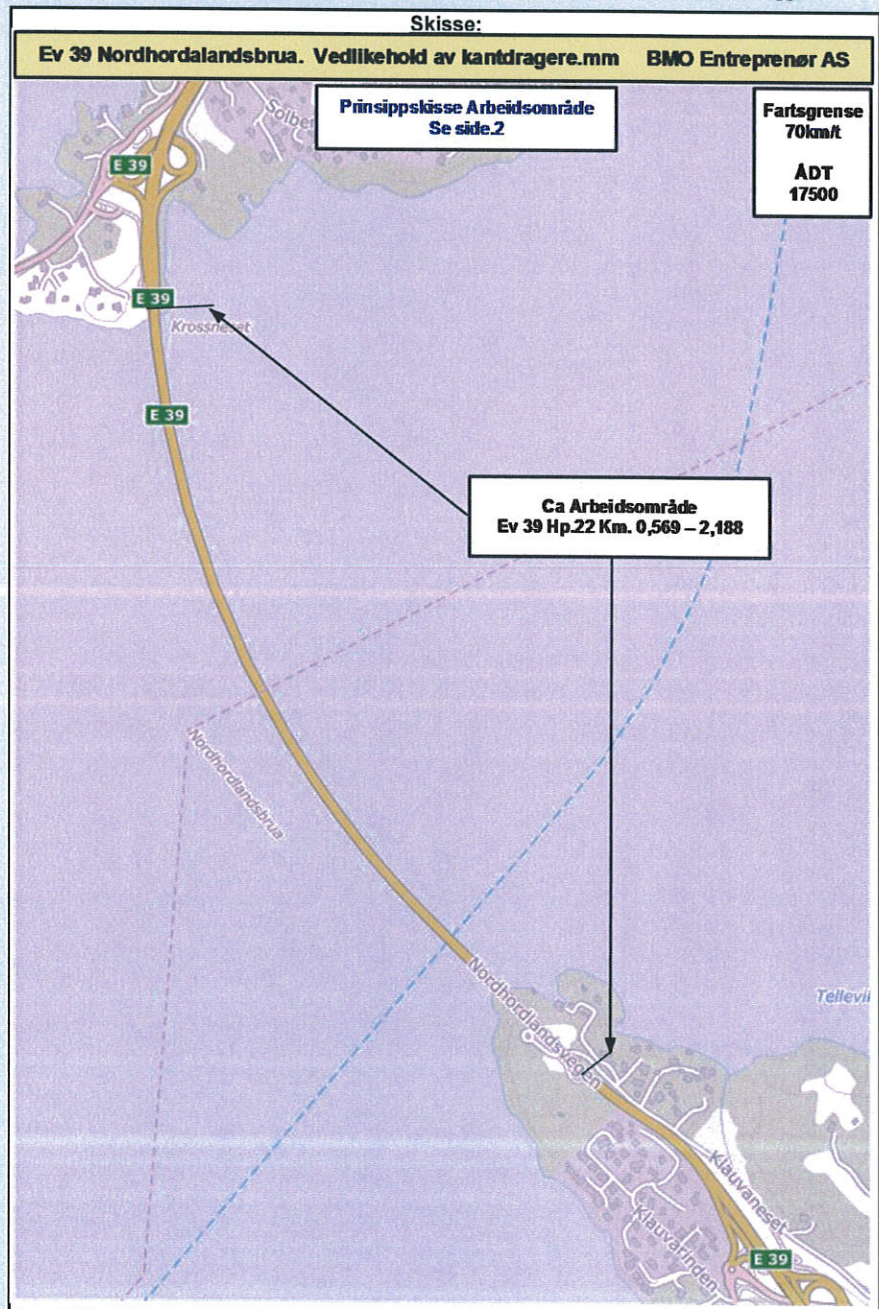 Skisse:
Ev 39 Nordhordalandsbrua. Vedlikehold av kantdragere.mm BMO Entreprenør AS
Prinsippskisse Arbeidsområde
Se side.2
Fartsgrense
70km/t
ÅDT
17500
E 39
E 39
Krossneset
E 39
Ca Arbeidsområde
Ev 39 Hp.22 Km. 0,569 – 2,188
Nordhordlandsbrua
Nordhordlandsvegen
Klauvaneset
Klauvarinden
E 39